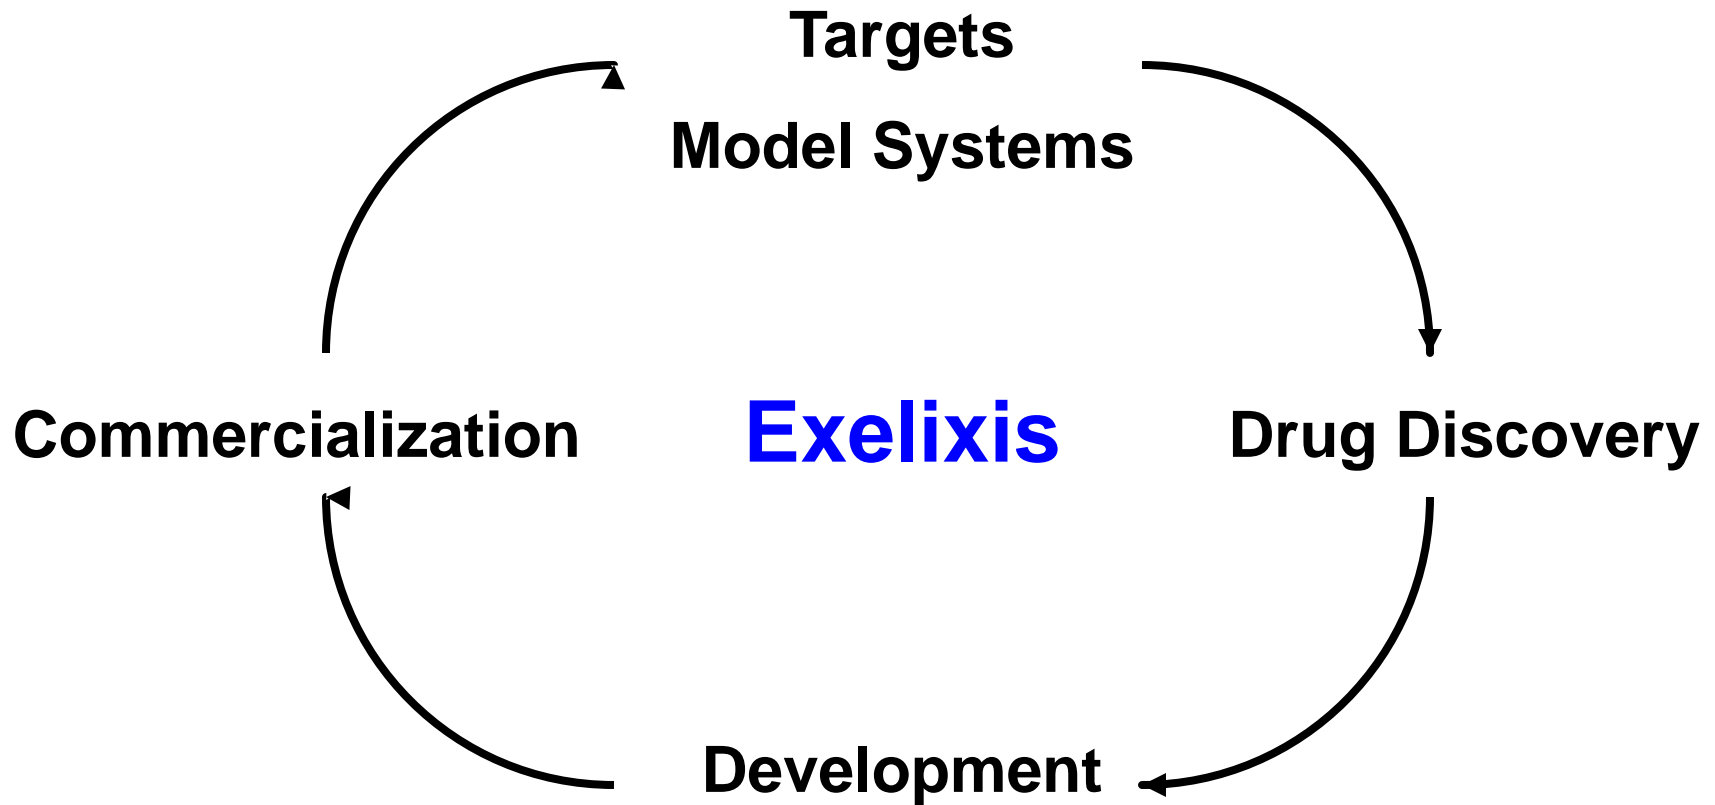 Targets
Model Systems
Commercialization
Exelixis
Drug Discovery
Development